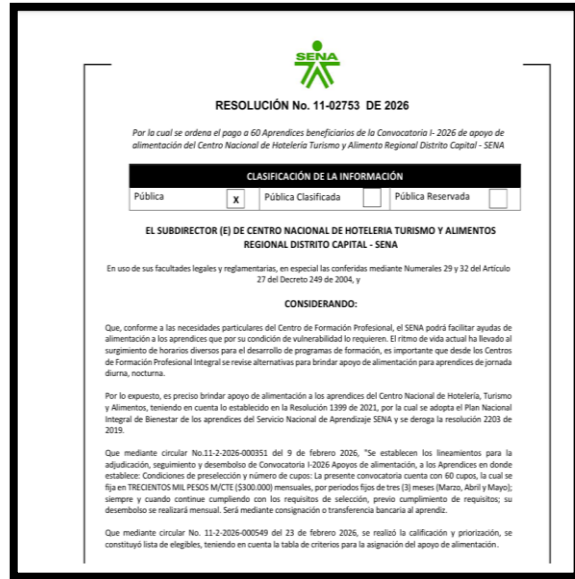 SENA
RESOLUCIÓN No. 11-02753 DE 2026
Por la cual se ordena el pago a 60 Aprendices beneficiarios de la Convocatoria I- 2026 de apoyo de
alimentación del Centro Nacional de Hotelería Turismo y Alimento Regional Distrito Capital - SENA
CLASIFICACIÓN DE LA INFORMACIÓN
Pública X Pública Clasificada Pública Reservada
EL SUBDIRECTOR (E) DE CENTRO NACIONAL DE HOTELERIA TURISMO Y ALIMENTOS
REGIONAL DISTRITO CAPITAL - SENA
En uso de sus facultades legales y reglamentarias, en especial las conferidas mediante Numerales 29 y 32 del Artículo
27 del Decreto 249 de 2004, y
CONSIDERANDO:
Que, conforme a las necesidades particulares del Centro de Formación Profesional, el SENA podrá facilitar ayudas de
alimentación a los aprendices que por su condición de vulnerabilidad lo requieren. El ritmo de vida actual ha llevado al
surgimiento de horarios diversos para el desarrollo de programas de formación, es importante que desde los Centros
de Formación Profesional Integral se revise alternativas para brindar apoyo de alimentación para aprendices de jornada
diurna, nocturna.
Por lo expuesto, es preciso brindar apoyo de alimentación a los aprendices del Centro Nacional de Hotelería, Turismo
y Alimentos, teniendo en cuenta lo establecido en la Resolución 1399 de 2021, por la cual se adopta el Plan Nacional
Integral de Bienestar de los aprendices del Servicio Nacional de Aprendizaje SENA y se deroga la resolución 2203 de
2019.
Que mediante circular No.11-2-2026-000351 del 9 de febrero 2026, "Se establecen los lineamientos para la
adjudicación, seguimiento y desembolso de Convocatoria I-2026 Apoyos de alimentación, a los Aprendices en donde
establece: Condiciones de preselección y número de cupos: La presente convocatoria cuenta con 60 cupos, la cual se
fija en TRECIENTOS MIL PESOS M/CTE ($300.000) mensuales, por periodos fijos de tres (3) meses (Marzo, Abril y Mayo);
siempre y cuando continue cumpliendo con los requisitos de selección, previo cumplimiento de requisitos; su
desembolso se realizará mensual. Será mediante consignación o transferencia bancaria al aprendiz.
Que mediante circular No. 11-2-2026-000549 del 23 de febrero 2026, se realizó la calificación y priorización, se
constituyó lista de elegibles, teniendo en cuenta la tabla de criterios para la asignación del apoyo de alimentación.